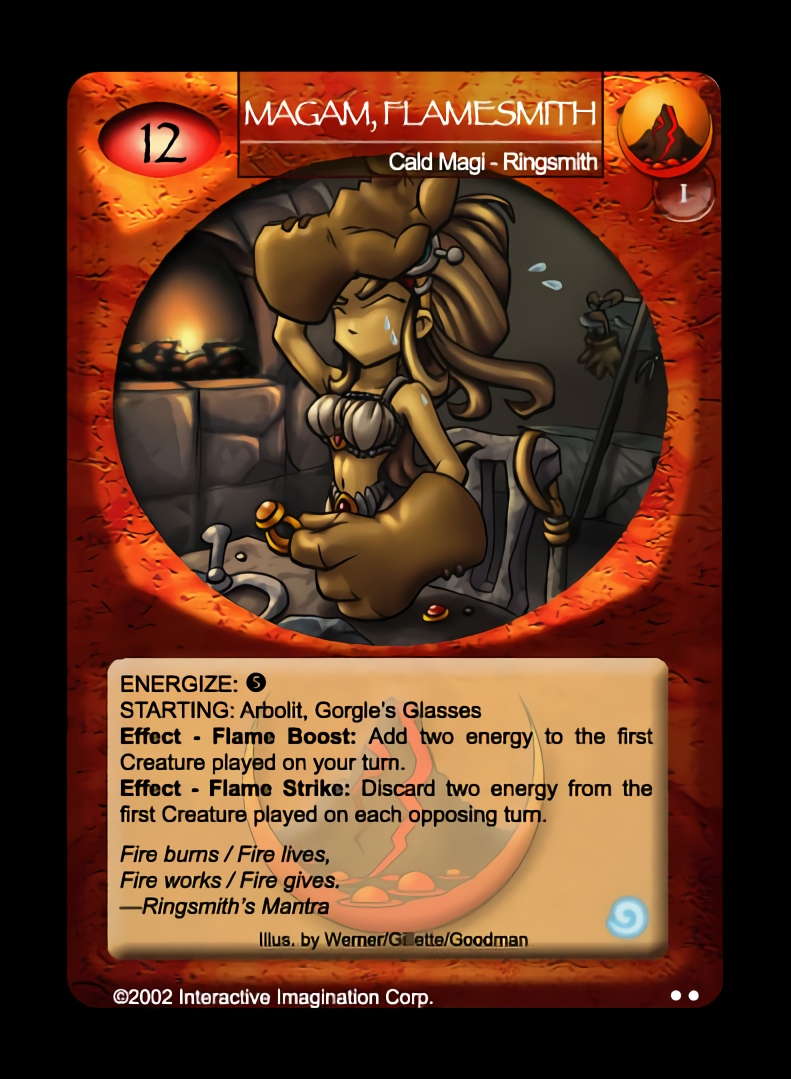 12
MAGAM, FLAMESMITH
Cald Magi - Ringsmith
I
ENERGIZE: 5
STARTING: Arbolit, Gorgle's Glasses
Effect - Flame Boost: Add two energy to the first
Creature played on your turn.
Effect - Flame Strike: Discard two energy from the
first Creature played on each opposing turn.
Fire burns / Fire lives,
Fire works / Fire gives.
—Ringsmith's Mantra
Illus. by Werner/Gillette/Goodman
©2002 Interactive Imagination Corp.